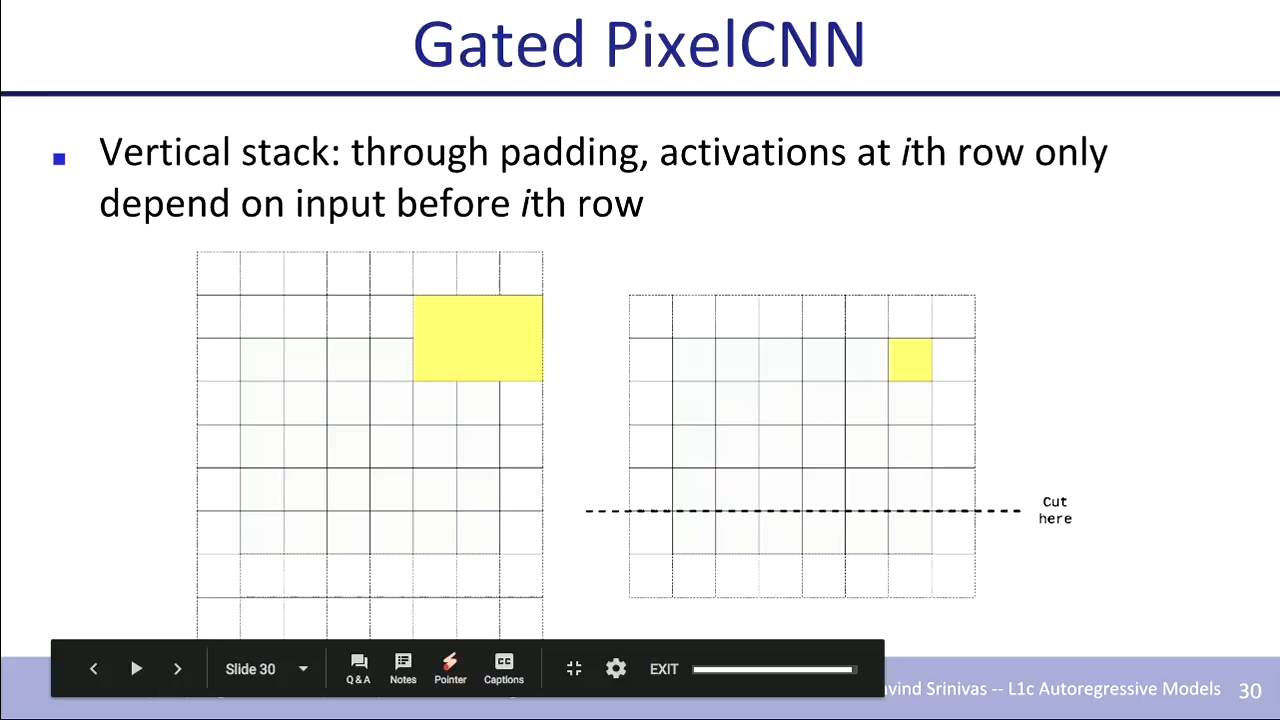 Gated PixelCNN
Vertical stack: through padding, activations at ith row only
depend on input before ith row
Cut
here
Slide 30
Q & A
Notes
Pointer
CC
Captions
EXIT
Srinivas -- L1c Autoregressive Models
30